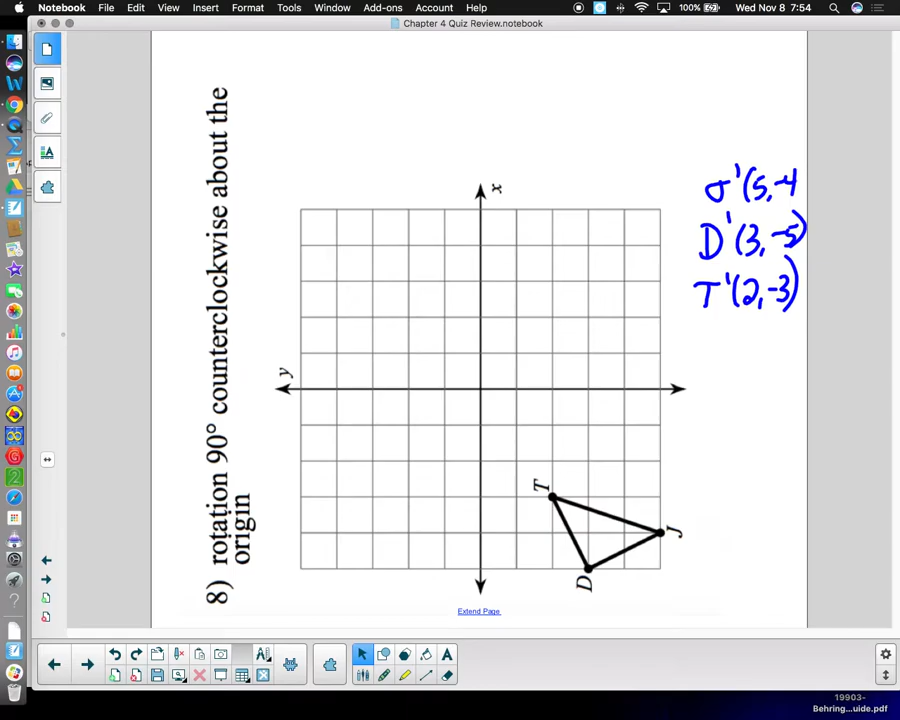 Notebook File Edit View Insert Format Tools Window Add-ons Account Help 100% Wed Nov 8 7:54
Chapter 4 Quiz Review.notebook
8) rotation 90° counterclockwise about the
origin
x
y
T
D
J
J'(5,-4
D'(3,-5)
T'(2,-3)
Extend Page
19903-
Behring...uide.pdf